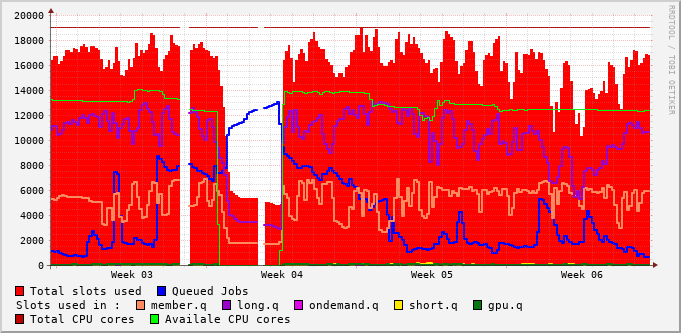 RRDTOOL / TOBI OETIKER
20000
18000
16000
14000
12000
10000
8000
6000
4000
2000
0
Week 03 Week 04 Week 05 Week 06
Total slots used Queued Jobs
Slots used in : member.q long.q ondemand.q short.q gpu.q
Total CPU cores Availale CPU cores